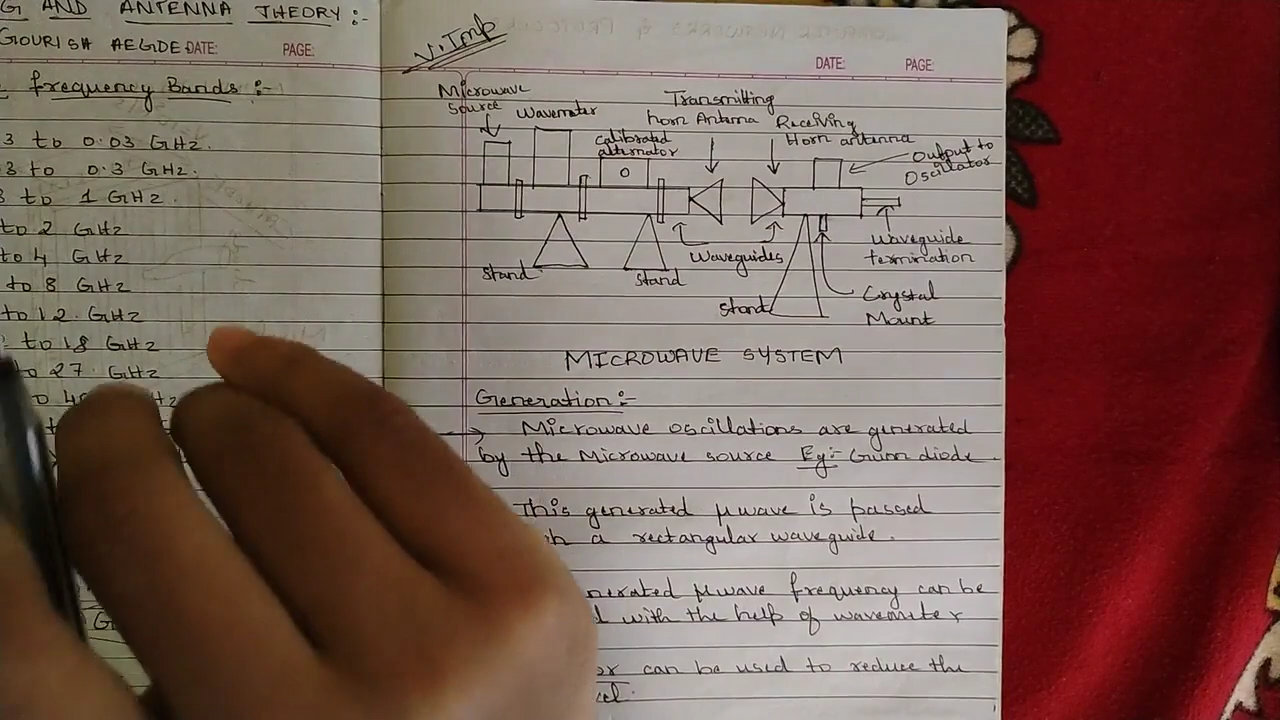 G AND ANTENNA THEORY :-
GOURISH AEGDE
DATE: PAGE:
frequency Bands :-
3 to 0.03 GHz.
3 to 0.3 GHz.
3 to 1 GHz.
to 2 GHz
to 4 GHz
to 8 GHz
to 12. GHz
to 18 GHz
to 27. GHz
V.Imp
DATE: PAGE:
Microwave source
Wavemeter
calibrated
Transmitting
horn Antenna
Receiving
Horn antenna
Output to
Oscillator
Waveguides
Waveguide
termination
stand
stand
stand
Crystal
Mount
MICROWAVE SYSTEM
Generation :-
→ Microwave oscillations are generated
by the Microwave source Eg:- Gunn diode.
This generated μwave is passed
a rectangular waveguide.
nerated μwave frequency can be
with the help of wavemeter
or can be used to reduce the